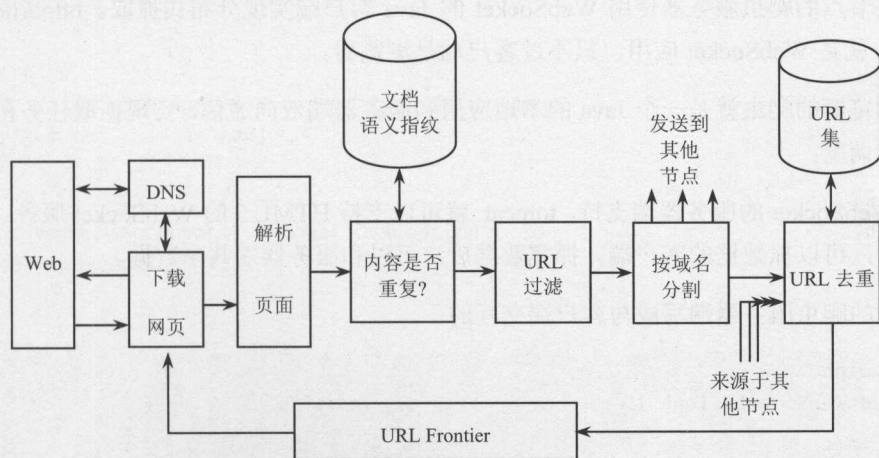 文档
语义指纹
URL
集
发送到
其他
节点
Web
DNS
下载
网页
解析
页面
内容是否
重复？
URL
过滤
按域名
分割
URL 去重
来源于其
他节点
URL Frontier